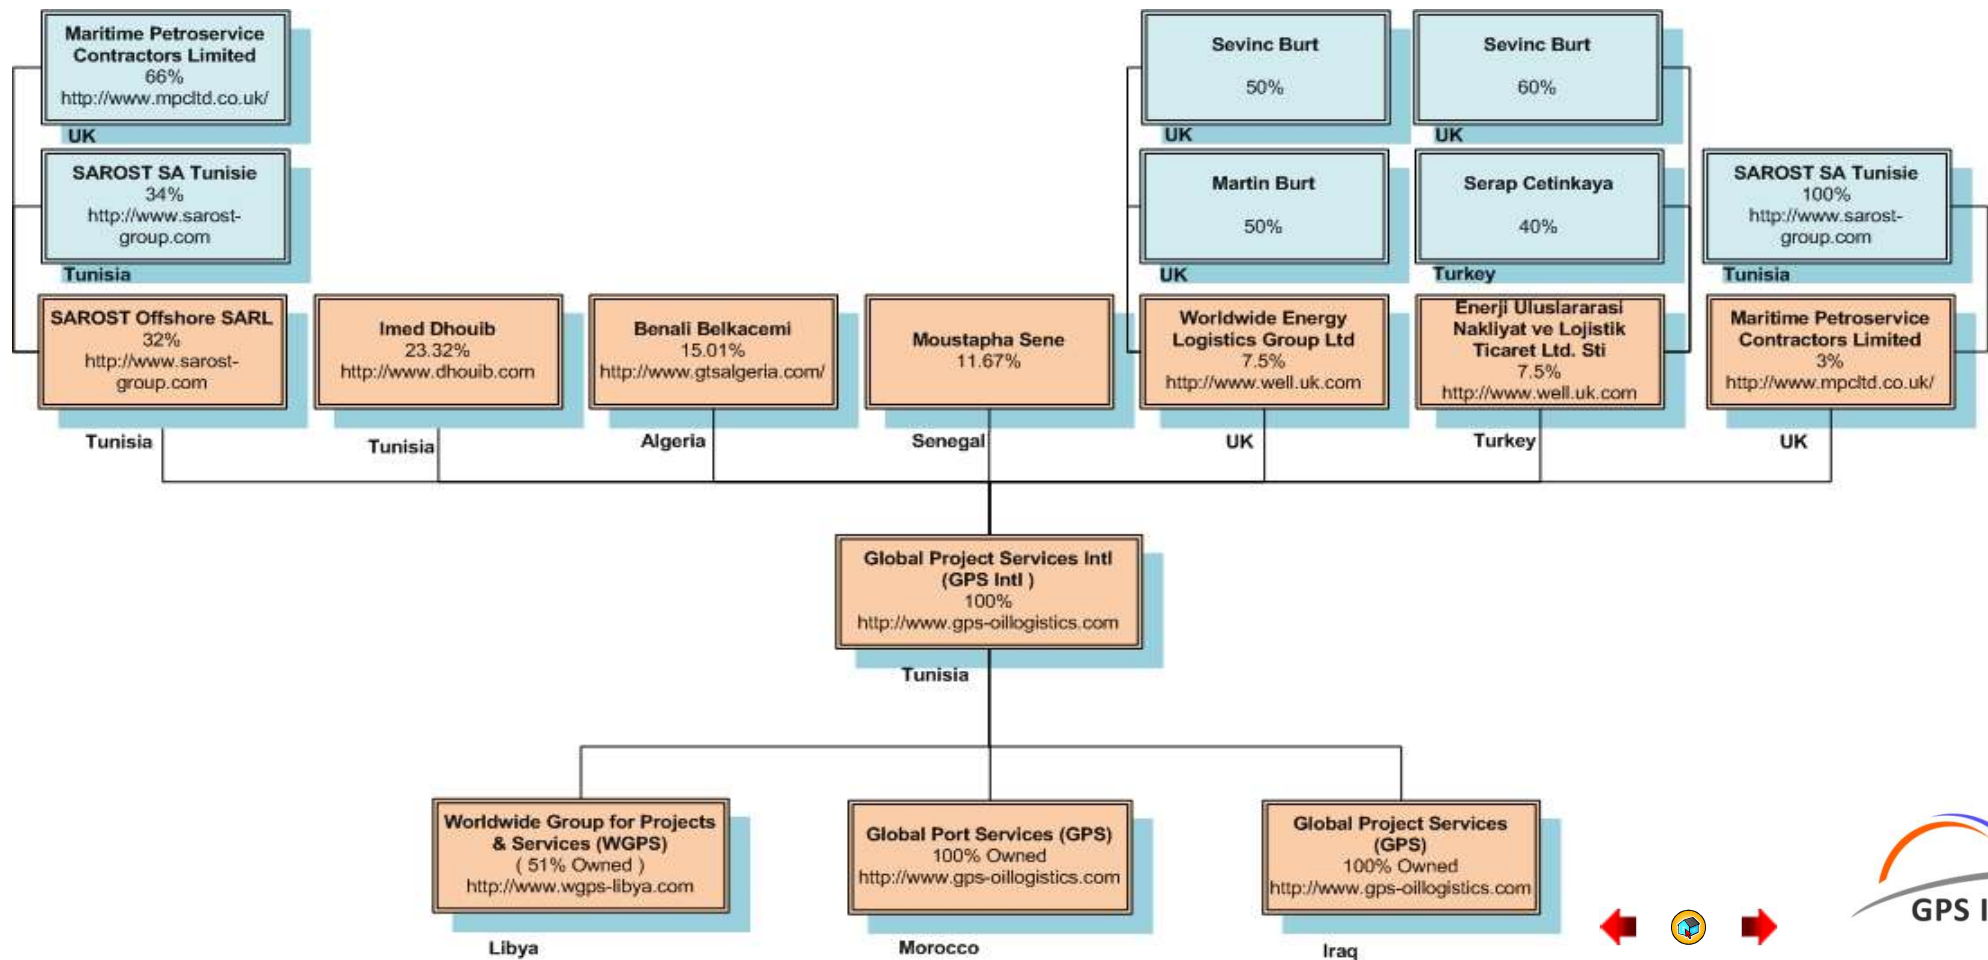 Maritime Petroservice
Contractors Limited
66%
http://www.mpcltd.co.uk/
UK
SAROST SA Tunisie
34%
http://www.sarost-
group.com
Tunisia
Sevinc Burt
50%
UK
Martin Burt
50%
UK
Sevinc Burt
60%
UK
Serap Cetinkaya
40%
Turkey
SAROST SA Tunisie
100%
http://www.sarost-
group.com
Tunisia
SAROST Offshore SARL
32%
http://www.sarost-
group.com
Tunisia
Imed Dhouib
23.32%
http://www.dhouib.com
Tunisia
Benali Belkacemi
15.01%
http://www.gtsalgeria.com/
Algeria
Moustapha Sene
11.67%
Senegal
Worldwide Energy
Logistics Group Ltd
7.5%
http://www.well.uk.com
UK
Enerji Uluslararasi
Nakliyat ve Lojistik
Ticaret Ltd. Sti
7.5%
http://www.well.uk.com
Turkey
Maritime Petroservice
Contractors Limited
3%
http://www.mpcltd.co.uk/
UK
Global Project Services Intl
(GPS Intl )
100%
http://www.gps-oillogistics.com
Tunisia
Worldwide Group for Projects
& Services (WGPS)
( 51% Owned )
http://www.wgps-libya.com
Libya
Global Port Services (GPS)
100% Owned
http://www.gps-oillogistics.com
Morocco
Global Project Services
(GPS)
100% Owned
http://www.gps-oillogistics.com
Iraq
GPS I